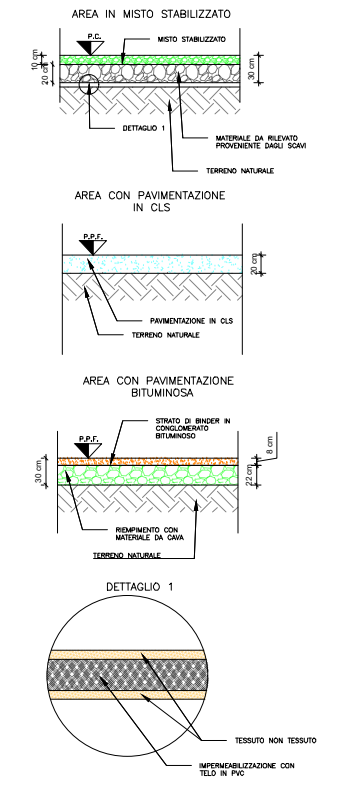 AREA IN MISTO STABILIZZATO
P.C.
MISTO STABILIZZATO
10 cm
20 cm
30 cm
DETTAGLIO 1
MATERIALE DA RILEVATO
PROVENIENTE DAGLI SCAVI
TERRENO NATURALE
AREA CON PAVIMENTAZIONE
IN CLS
P.P.F.
20 cm
PAVIMENTAZIONE IN CLS
TERRENO NATURALE
AREA CON PAVIMENTAZIONE
BITUMINOSA
STRATO DI BINDER IN
CONGLOMERATO
BITUMINOSO
P.P.F.
8 cm
30 cm
22 cm
RIEMPIMENTO CON
MATERIALE DA CAVA
TERRENO NATURALE
DETTAGLIO 1
TESSUTO NON TESSUTO
IMPERMEABILIZZAZIONE CON
TELO IN PVC